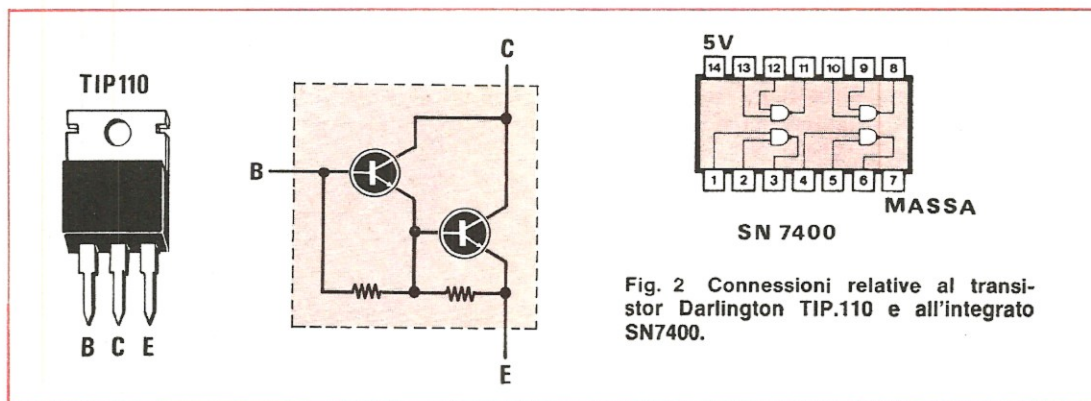 TIP110
B C E
C
B
E
5V
14 13 12 11 10 9 8
1 2 3 4 5 6 7
MASSA
SN 7400
Fig. 2 Connessioni relative al transi-
stor Darlington TIP.110 e all'integrato
SN7400.